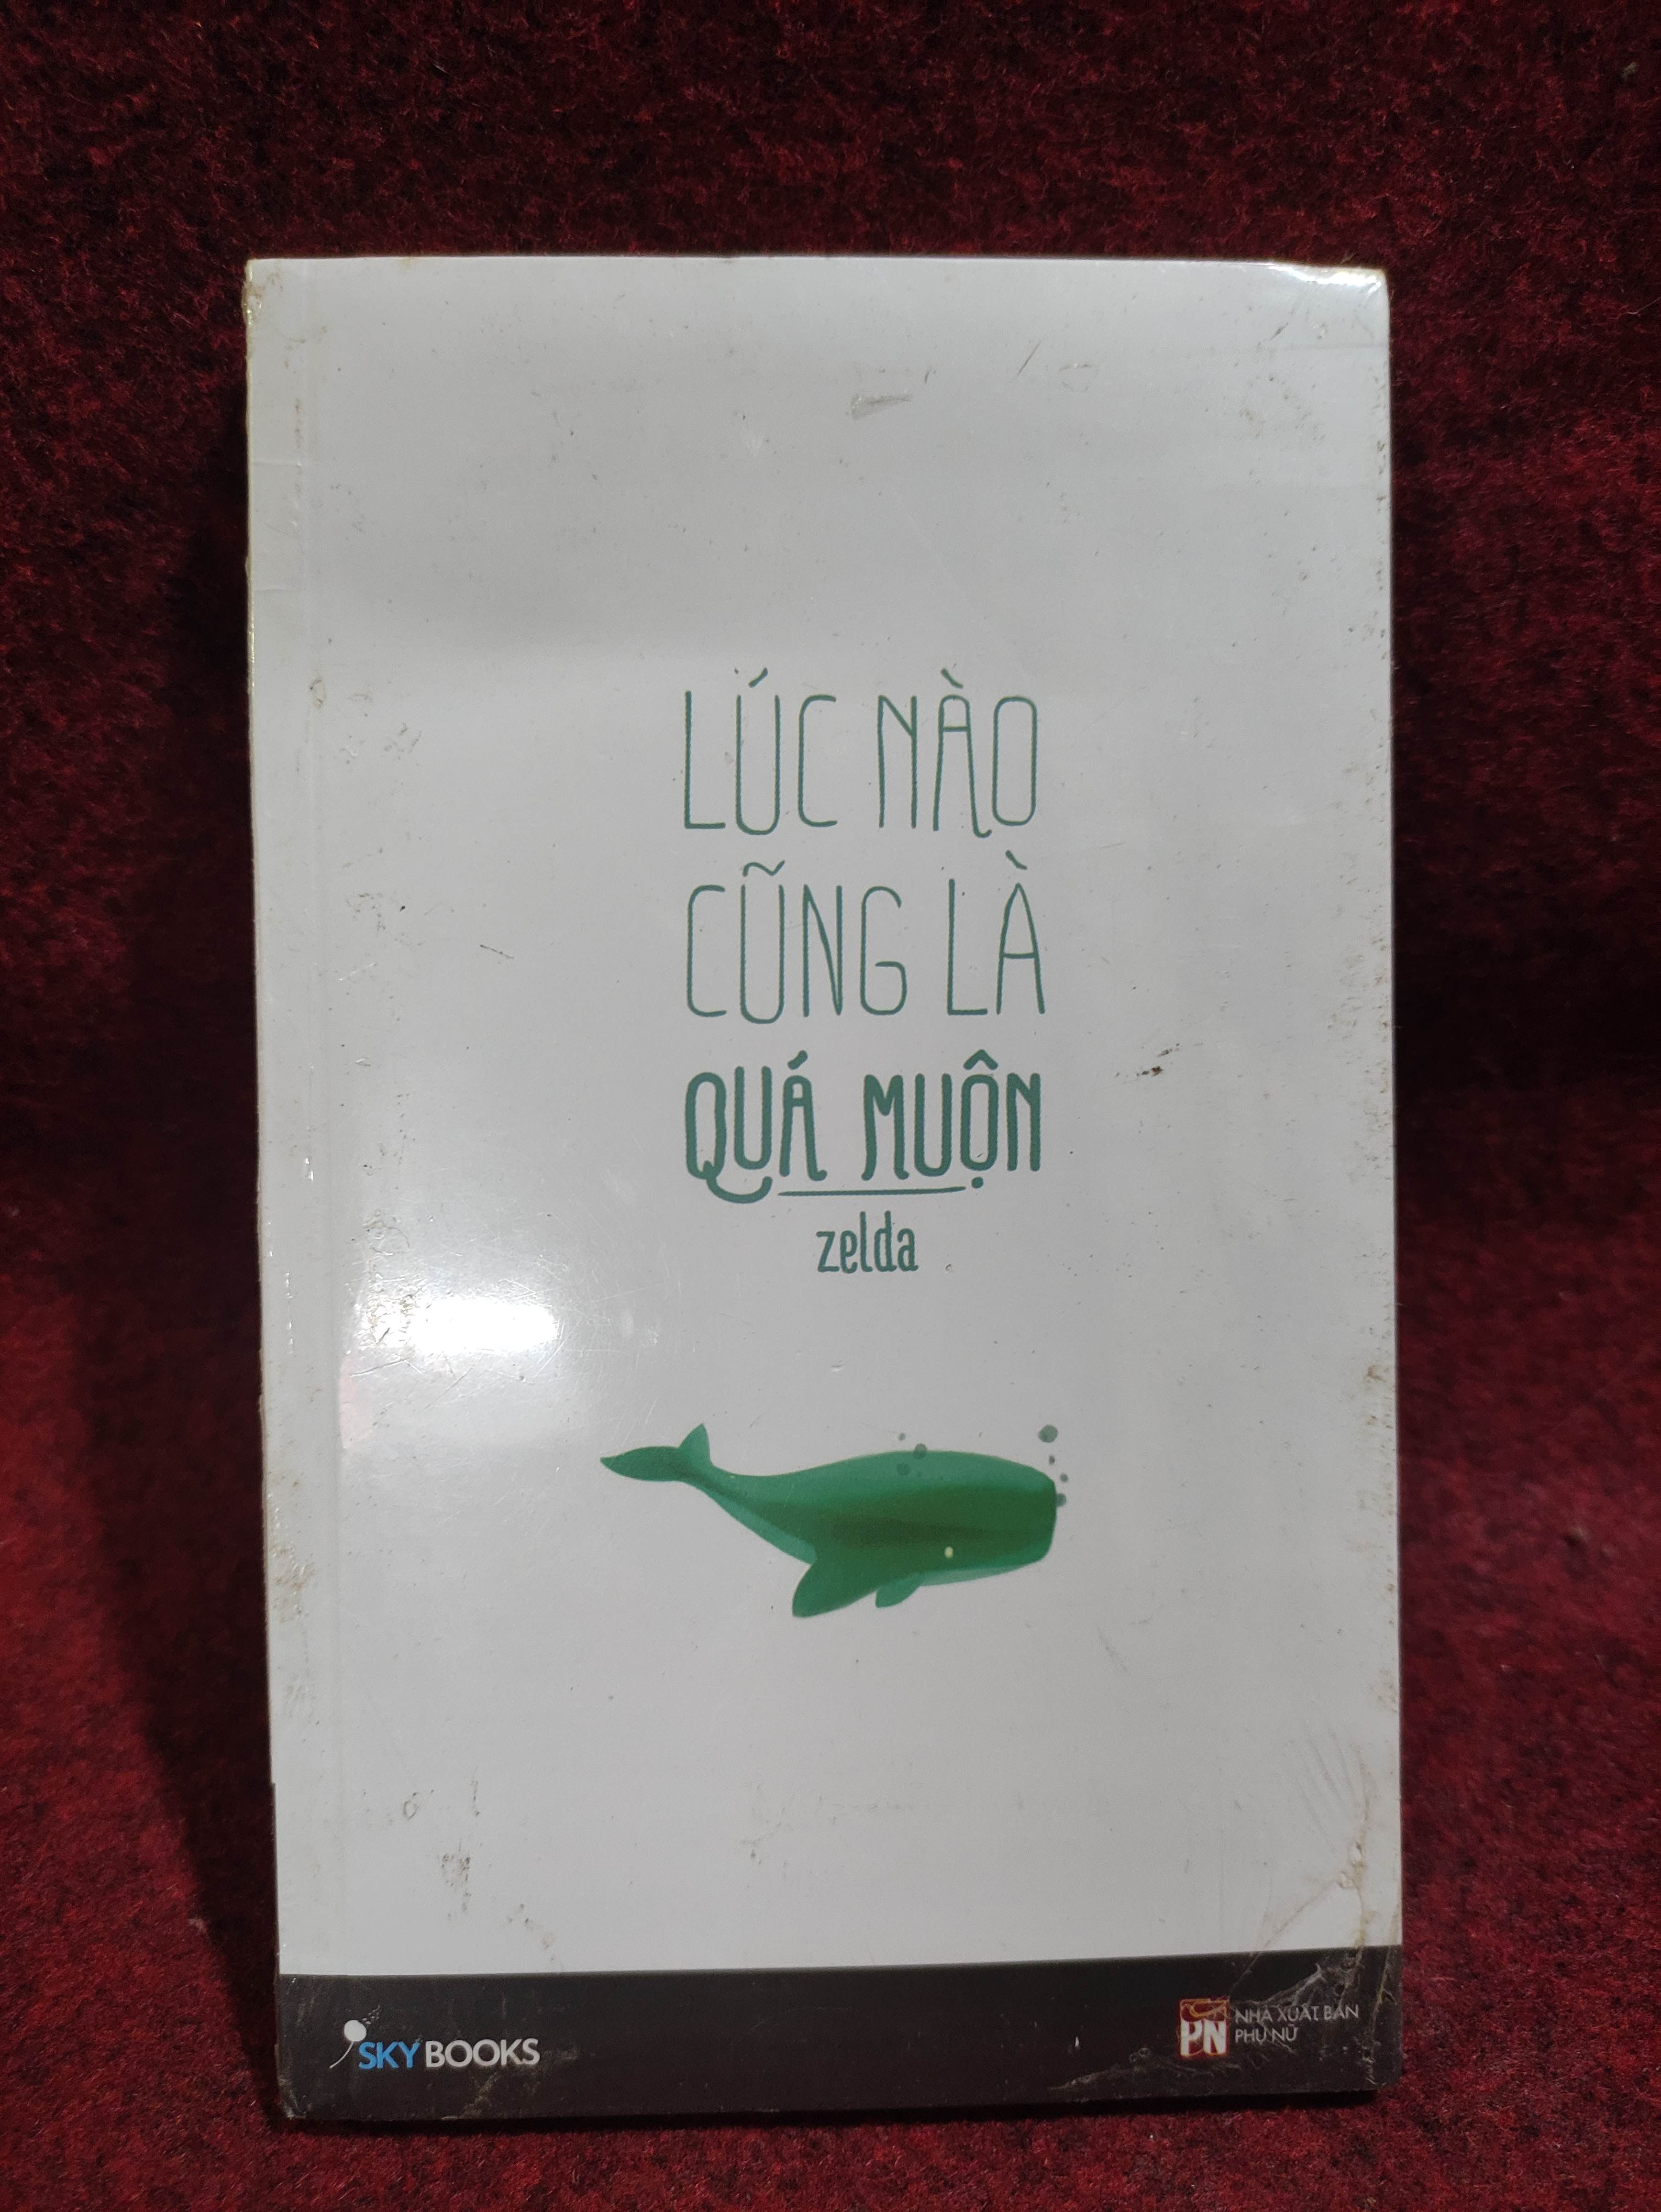 LÚC NÀO
CŨNG LÀ
QUÁ MUỘN
zelda
SKYBOOKS
PN
NHÀ XUẤT BẢN
PHỤ NỮ